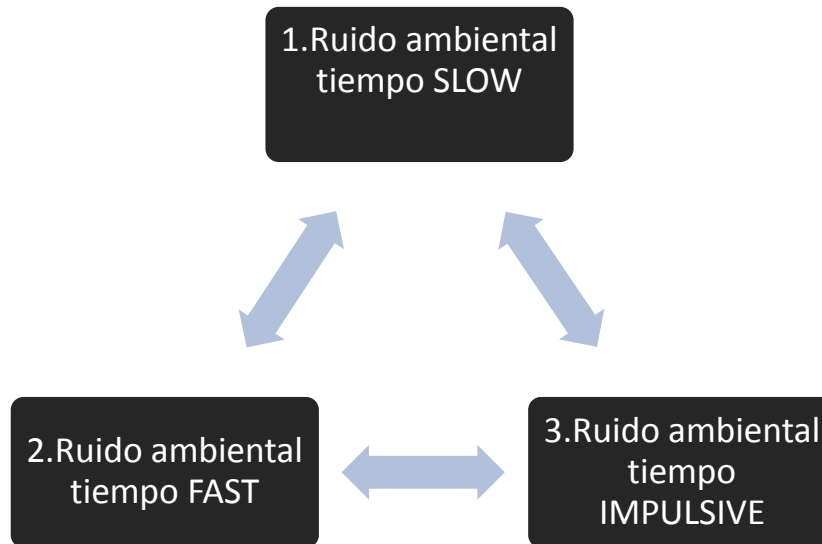 1.Ruido ambiental
tiempo SLOW
2.Ruido ambiental
tiempo FAST
3.Ruido ambiental
tiempo
IMPULSIVE